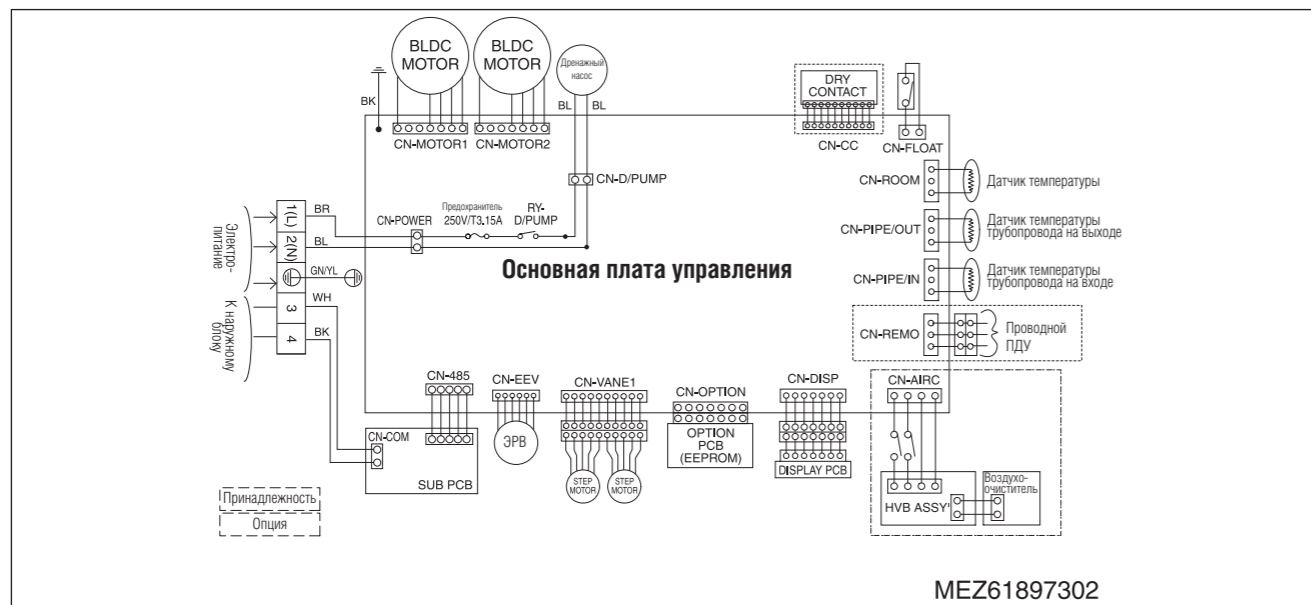 BLDC
MOTOR
BLDC
MOTOR
Дренажный
насос
BK
BL
BL
DRY
CONTACT
CN-MOTOR1
CN-MOTOR2
CN-CC
CN-FLOAT
CN-D/PUMP
CN-ROOM
Датчик температуры
1(L)
BR
CN-POWER
Предохранитель
250V/T3.15A
RY-
D/PUMP
CN-PIPE/OUT
Датчик температуры
трубопровода на выходе
Электро-
питание
2(N)
BL
Основная плата управления
GN/YL
CN-PIPE/IN
Датчик температуры
трубопровода на входе
3
WH
К наружному
блоку
4
BK
CN-REMO
Проводной
ПДУ
CN-485
CN-EEV
CN-VANE1
CN-OPTION
CN-DISP
CN-AIRC
CN-COM
ЭРВ
OPTION
PCB
(EEPROM)
DISPLAY PCB
SUB PCB
STEP
MOTOR
STEP
MOTOR
HVB ASSY'
Воздухо-
очиститель
Принадлежность
Опция
MEZ61897302